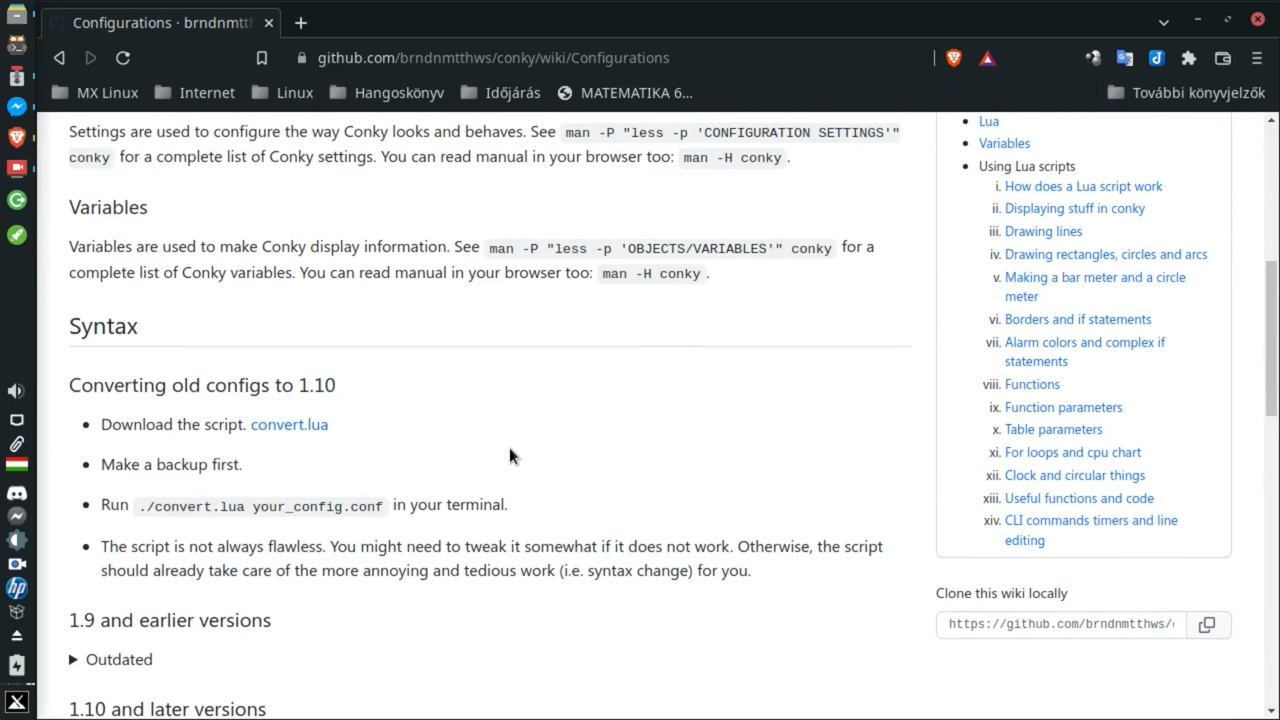 Configurations · brndnmtth
github.com/brndnmtthws/conky/wiki/Configurations
MX Linux
Internet
Linux
Hangoskönyv
Időjárás
MATEMATIKA 6...
További könyvjelzők
Settings are used to configure the way Conky looks and behaves. See man -P "less -p 'CONFIGURATION SETTINGS'"
conky for a complete list of Conky settings. You can read manual in your browser too: man -H conky.
Variables
Variables are used to make Conky display information. See man -P "less -p 'OBJECTS/VARIABLES'" conky for a
complete list of Conky variables. You can read manual in your browser too: man -H conky.
Syntax
Converting old configs to 1.10
• Download the script. convert.lua
• Make a backup first.
• Run ./convert.lua your_config.conf in your terminal.
• The script is not always flawless. You might need to tweak it somewhat if it does not work. Otherwise, the script
should already take care of the more annoying and tedious work (i.e. syntax change) for you.
1.9 and earlier versions
Outdated
1.10 and later versions
• Lua
• Variables
• Using Lua scripts
i. How does a Lua script work
ii. Displaying stuff in conky
iii. Drawing lines
iv. Drawing rectangles, circles and arcs
v. Making a bar meter and a circle
meter
vi. Borders and if statements
vii. Alarm colors and complex if
statements
viii. Functions
ix. Function parameters
x. Table parameters
xi. For loops and cpu chart
xii. Clock and circular things
xiii. Useful functions and code
xiv. CLI commands timers and line
editing
Clone this wiki locally
https://github.com/brndnmtthws/
hp